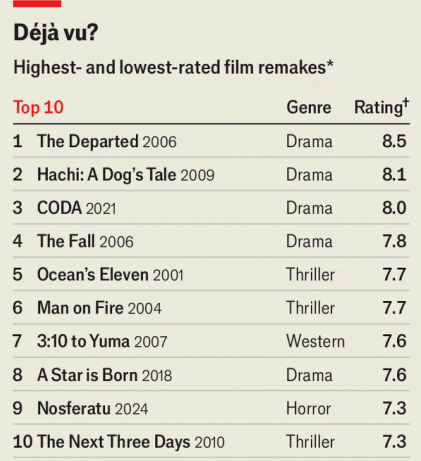 Déjà vu?
Highest- and lowest-rated film remakes*
Top 10 Genre Rating†
1 The Departed 2006 Drama 8.5
2 Hachi: A Dog's Tale 2009 Drama 8.1
3 CODA 2021 Drama 8.0
4 The Fall 2006 Drama 7.8
5 Ocean's Eleven 2001 Thriller 7.7
6 Man on Fire 2004 Thriller 7.7
7 3:10 to Yuma 2007 Western 7.6
8 A Star is Born 2018 Drama 7.6
9 Nosferatu 2024 Horror 7.3
10 The Next Three Days 2010 Thriller 7.3